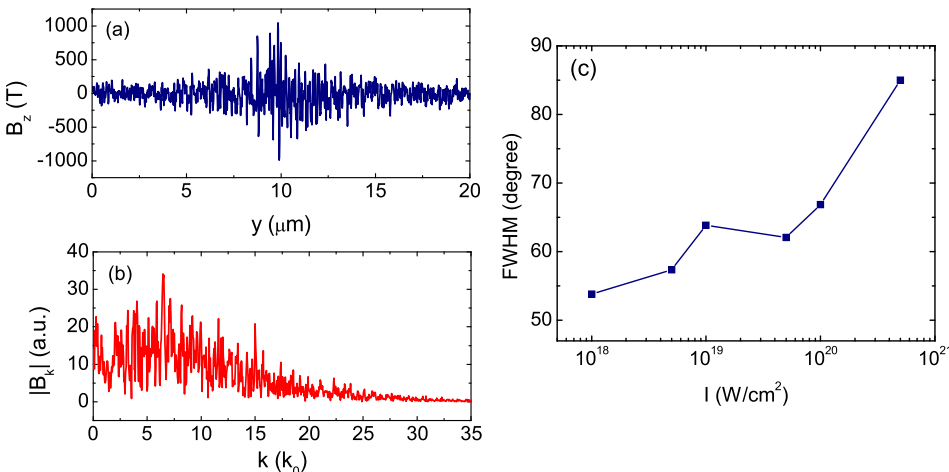 (a)
1000
500
0
-500
-1000
B_z (T)
0 5 10 15 20
y (μm)
(b)
40
30
20
10
0
|B_k| (a.u.)
0 5 10 15 20 25 30 35
k (k_0)
(c)
90
80
70
60
50
FWHM (degree)
10^18 10^19 10^20 10^21
I (W/cm^2)